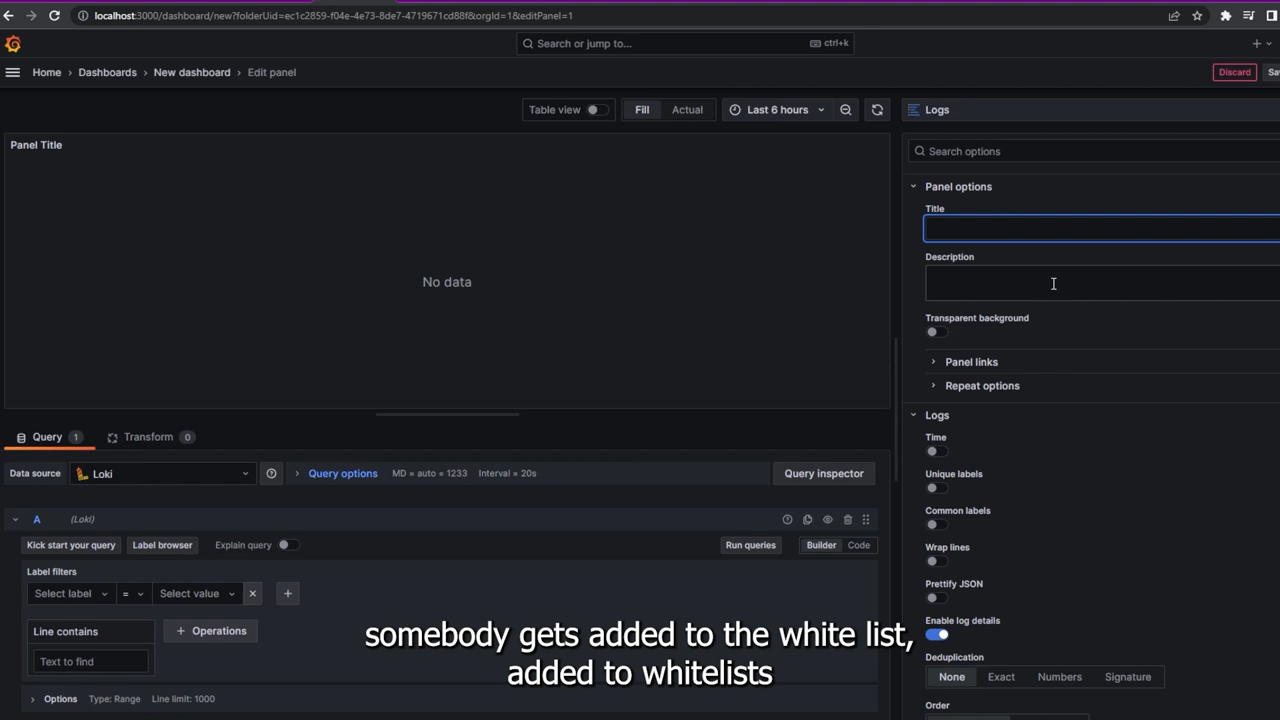 localhost:3000/dashboard/new?folderUid=ec1c2859-f04e-4e73-8de7-4719671cd88f&orgId=1&editPanel=1
Search or jump to... ctrl+k
Home > Dashboards > New dashboard > Edit panel
Discard Sa
Table view Fill Actual Last 6 hours
Logs
Panel Title
Search options
Panel options
Title
Description
No data
Transparent background
Panel links
Repeat options
Logs
Time
Unique labels
Common labels
Wrap lines
Prettify JSON
Enable log details
Deduplication
None Exact Numbers Signature
Order
Query 1 Transform 0
Data source Loki Query options MD = auto = 1233 Interval = 20s Query inspector
A (Loki)
Kick start your query Label browser Explain query Run queries Builder Code
Label filters
Select label = Select value
Line contains + Operations
Text to find
Options Type: Range Line limit: 1000
somebody gets added to the white list,
added to whitelists